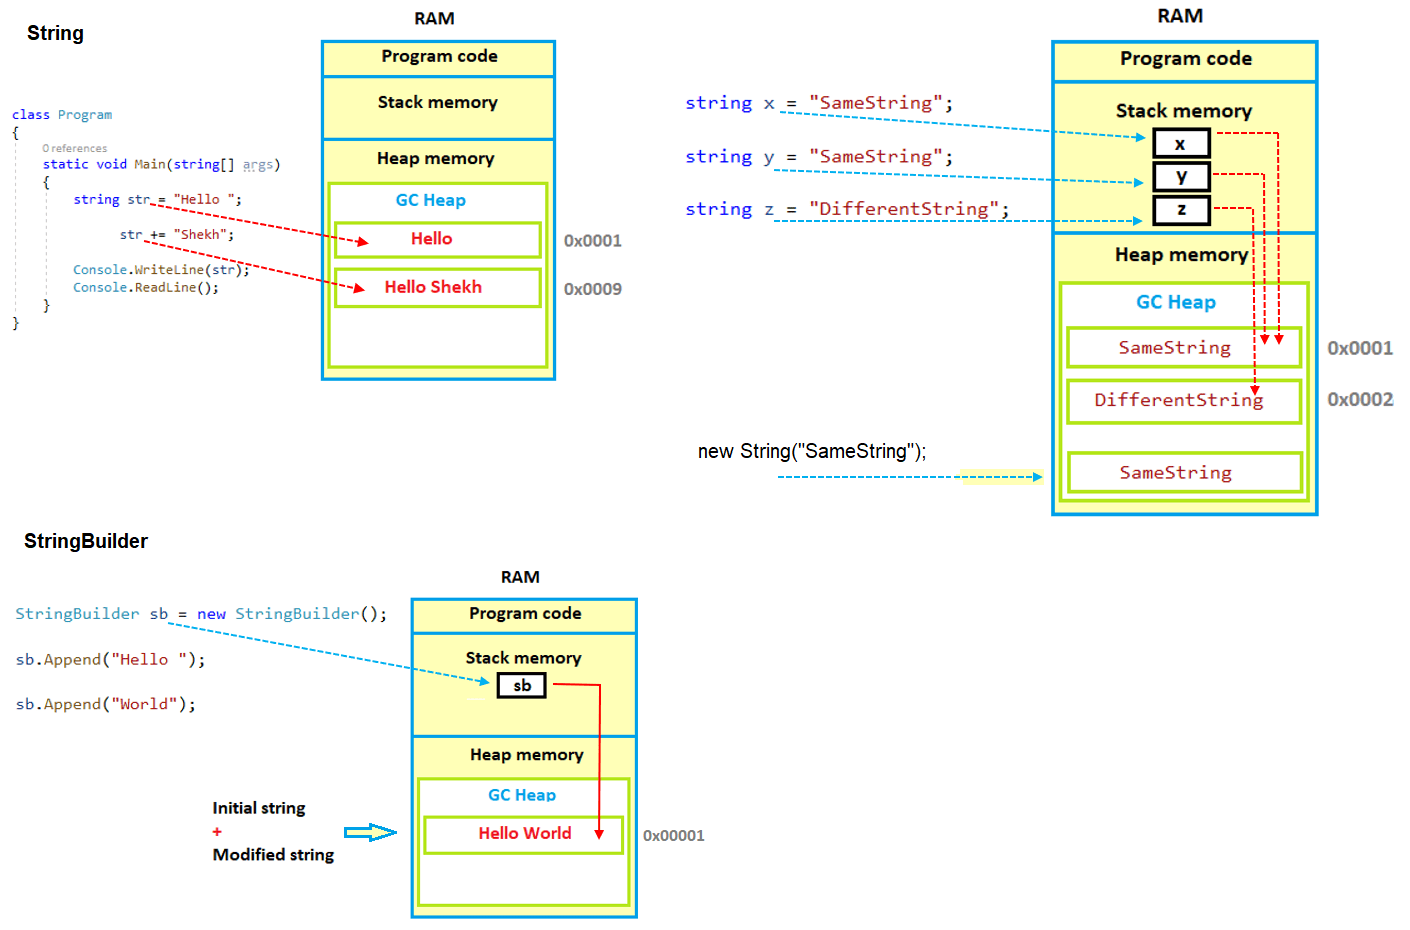 String
class Program
{
0 references
static void Main(string[] args)
{
string str = "Hello ";
str += "Shekh";
Console.WriteLine(str);
Console.ReadLine();
}
}
RAM
Program code
Stack memory
Heap memory
GC Heap
Hello
0x0001
Hello Shekh
0x0009
string x = "SameString";
string y = "SameString";
string z = "DifferentString";
new String("SameString");
RAM
Program code
Stack memory
x
y
z
Heap memory
GC Heap
SameString
0x0001
DifferentString
0x0002
SameString
StringBuilder
StringBuilder sb = new StringBuilder();
sb.Append("Hello ");
sb.Append("World");
Initial string
+
Modified string
RAM
Program code
Stack memory
sb
Heap memory
GC Heap
Hello World
0x00001